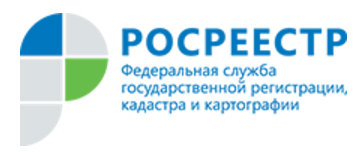 РОСРЕЕСТР
Федеральная служба
государственной регистрации,
кадастра и картографии